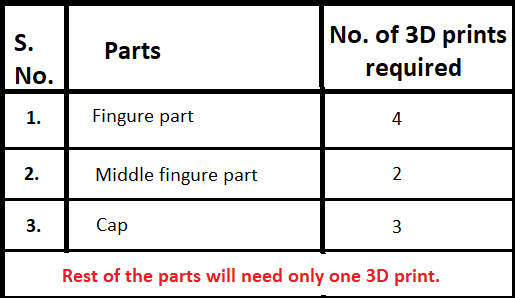 S. No. Parts No. of 3D prints required
1. Fingure part 4
2. Middle fingure part 2
3. Cap 3
Rest of the parts will need only one 3D print.